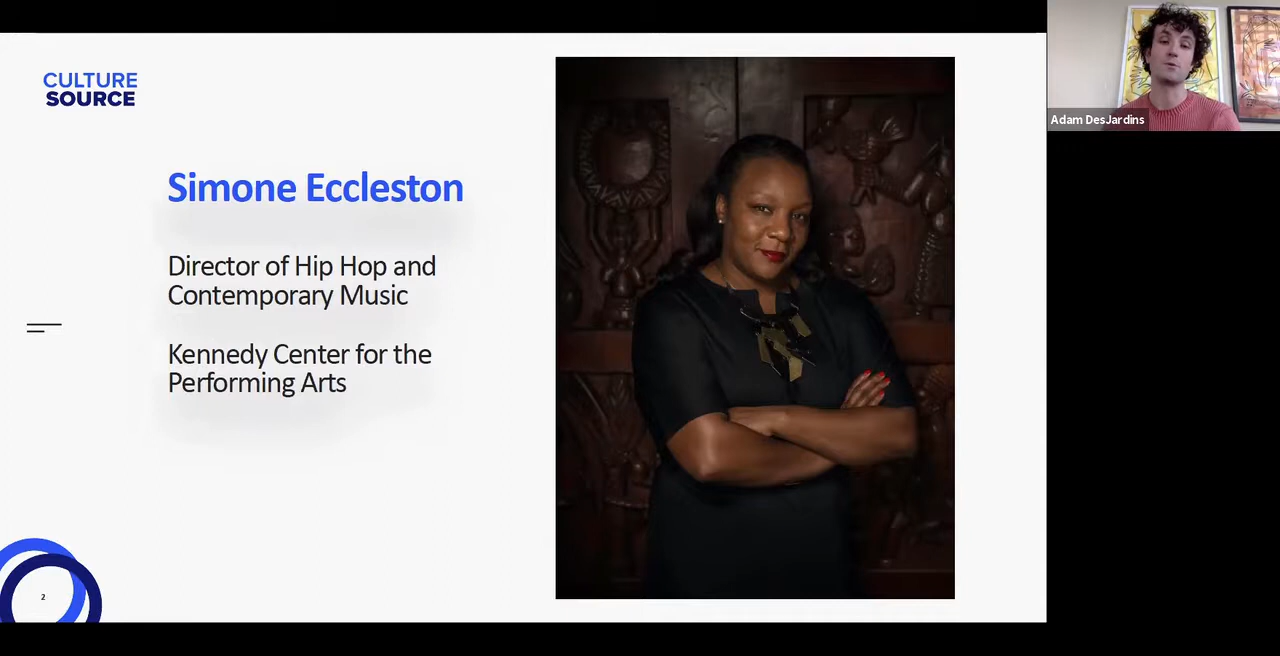 CULTURE
SOURCE
Simone Eccleston
Director of Hip Hop and
Contemporary Music
Kennedy Center for the
Performing Arts
2
Adam DesJardins